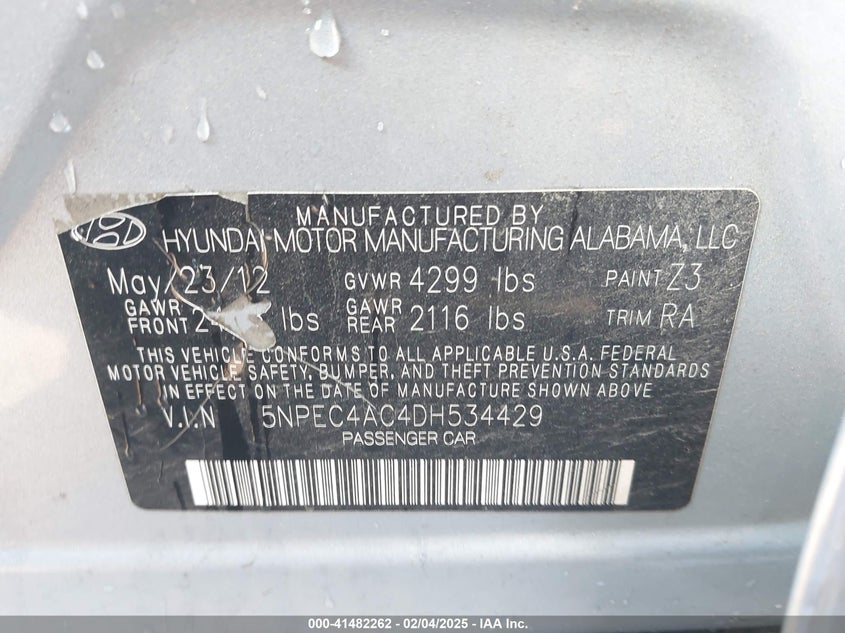 MANUFACTURED BY
HYUNDAI MOTOR MANUFACTURING ALABAMA, LLC
May/23/12 GVWR 4299 lbs PAINT Z3
GAWR FRONT lbs GAWR REAR 2116 lbs TRIM RA
THIS VEHICLE CONFORMS TO ALL APPLICABLE U.S.A. FEDERAL
MOTOR VEHICLE SAFETY, BUMPER, AND THEFT PREVENTION STANDARDS
IN EFFECT ON THE DATE OF MANUFACTURE SHOWN ABOVE
V.I.N 5NPEC4AC4DH534429
PASSENGER CAR
000-41482262 - 02/04/2025 - IAA Inc.